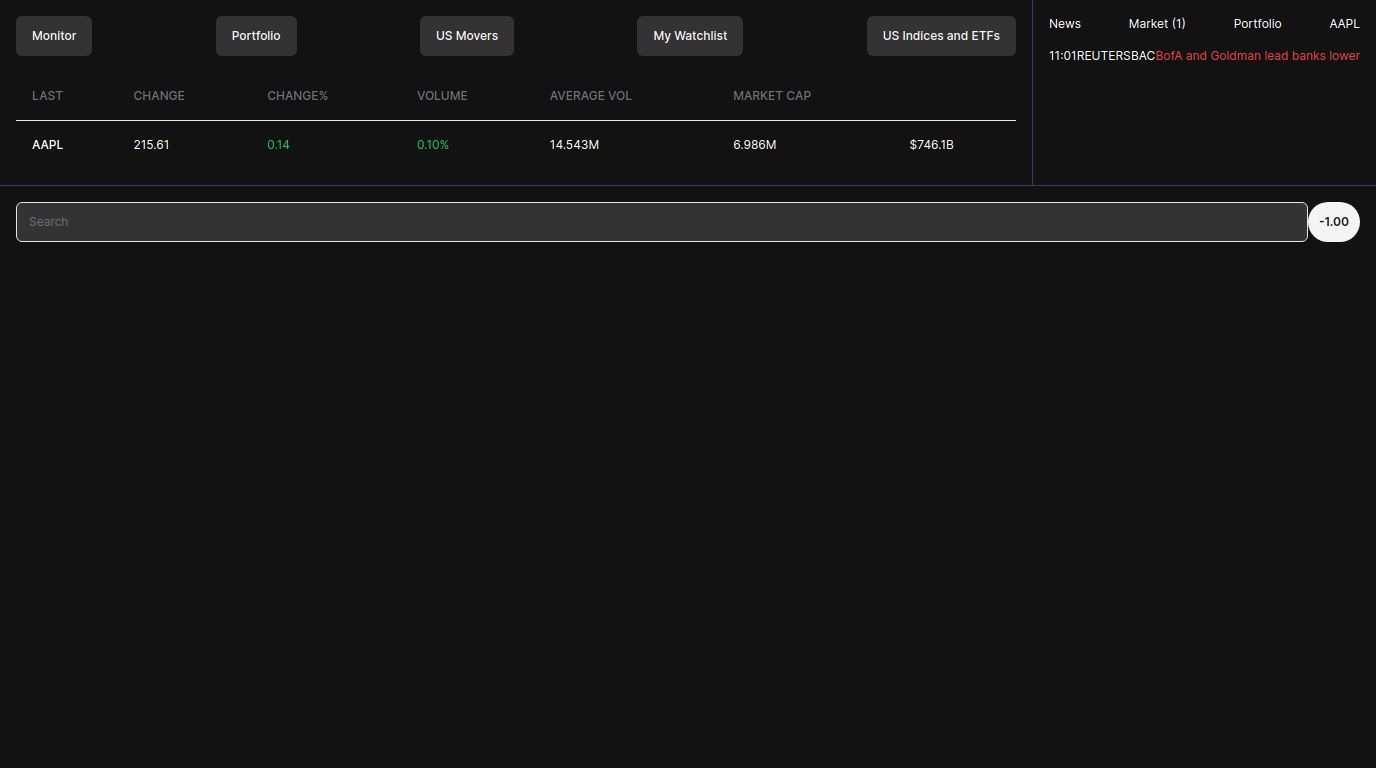 Monitor Portfolio US Movers My Watchlist US Indices and ETFs
LAST CHANGE CHANGE% VOLUME AVERAGE VOL MARKET CAP
AAPL 215.61 0.14 0.10% 14.543M 6.986M $746.1B
News Market (1) Portfolio AAPL
11:01REUTERSBACBofA and Goldman lead banks lower
Search -1.00